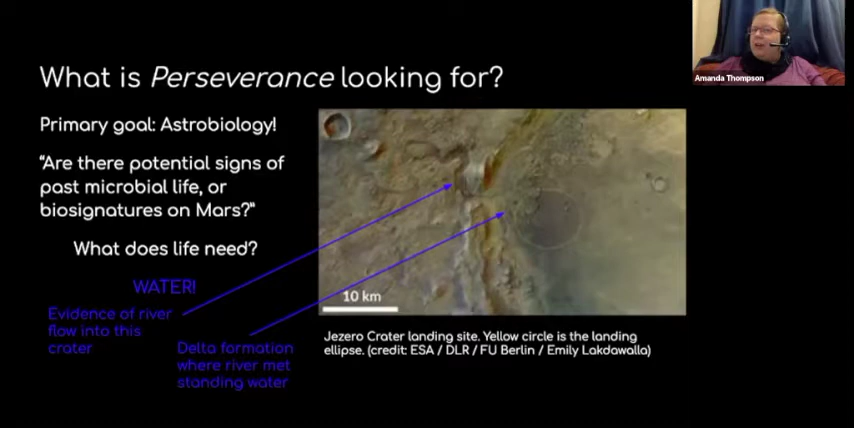 Amanda Thompson
What is Perseverance looking for?
Primary goal: Astrobiology!
“Are there potential signs of
past microbial life, or
biosignatures on Mars?”
What does life need?
WATER!
Evidence of river
flow into this
crater
Delta formation
where river met
standing water
10 km
Jezero Crater landing site. Yellow circle is the landing
ellipse. (credit: ESA / DLR / FU Berlin / Emily Lakdawalla)